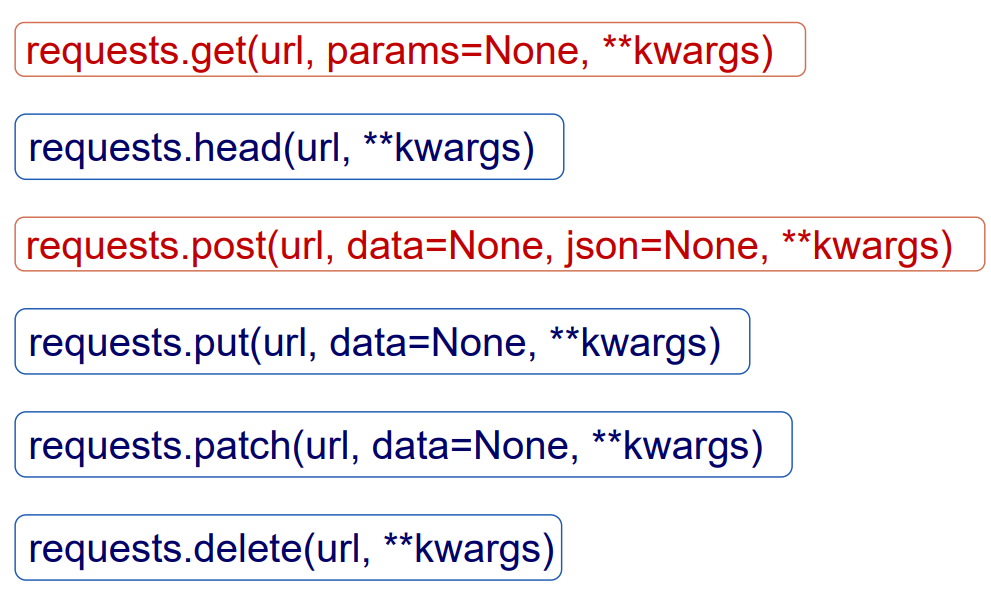 requests.get(url, params=None, **kwargs)
requests.head(url, **kwargs)
requests.post(url, data=None, json=None, **kwargs)
requests.put(url, data=None, **kwargs)
requests.patch(url, data=None, **kwargs)
requests.delete(url, **kwargs)